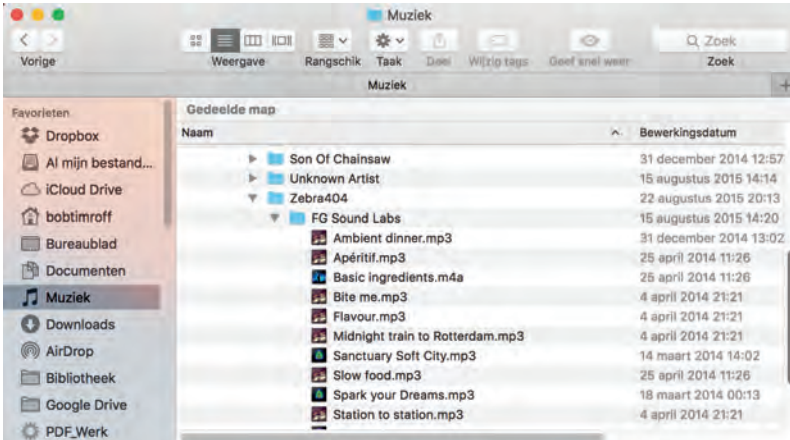 Muziek
Vorige Weergave Rangschik Taak Deel Wijzig tags Geef snel weer Zoek Zoek
Muziek +
Favorieten
Dropbox
Al mijn bestand...
iCloud Drive
bobtimroff
Bureaublad
Documenten
Muziek
Downloads
AirDrop
Bibliotheek
Google Drive
PDF_Werk
Gedeelde map
Naam Bewerkingsdatum
Son Of Chainsaw 31 december 2014 12:57
Unknown Artist 15 augustus 2015 14:14
Zebra404 22 augustus 2015 20:13
FG Sound Labs 15 augustus 2015 14:20
Ambient dinner.mp3 31 december 2014 13:02
Apéritif.mp3 25 april 2014 11:26
Basic ingredients.m4a 25 april 2014 11:26
Bite me.mp3 4 april 2014 21:21
Flavour.mp3 4 april 2014 21:21
Midnight train to Rotterdam.mp3 4 april 2014 21:21
Sanctuary Soft City.mp3 14 maart 2014 14:02
Slow food.mp3 25 april 2014 11:26
Spark your Dreams.mp3 18 maart 2014 00:13
Station to station.mp3 4 april 2014 21:21